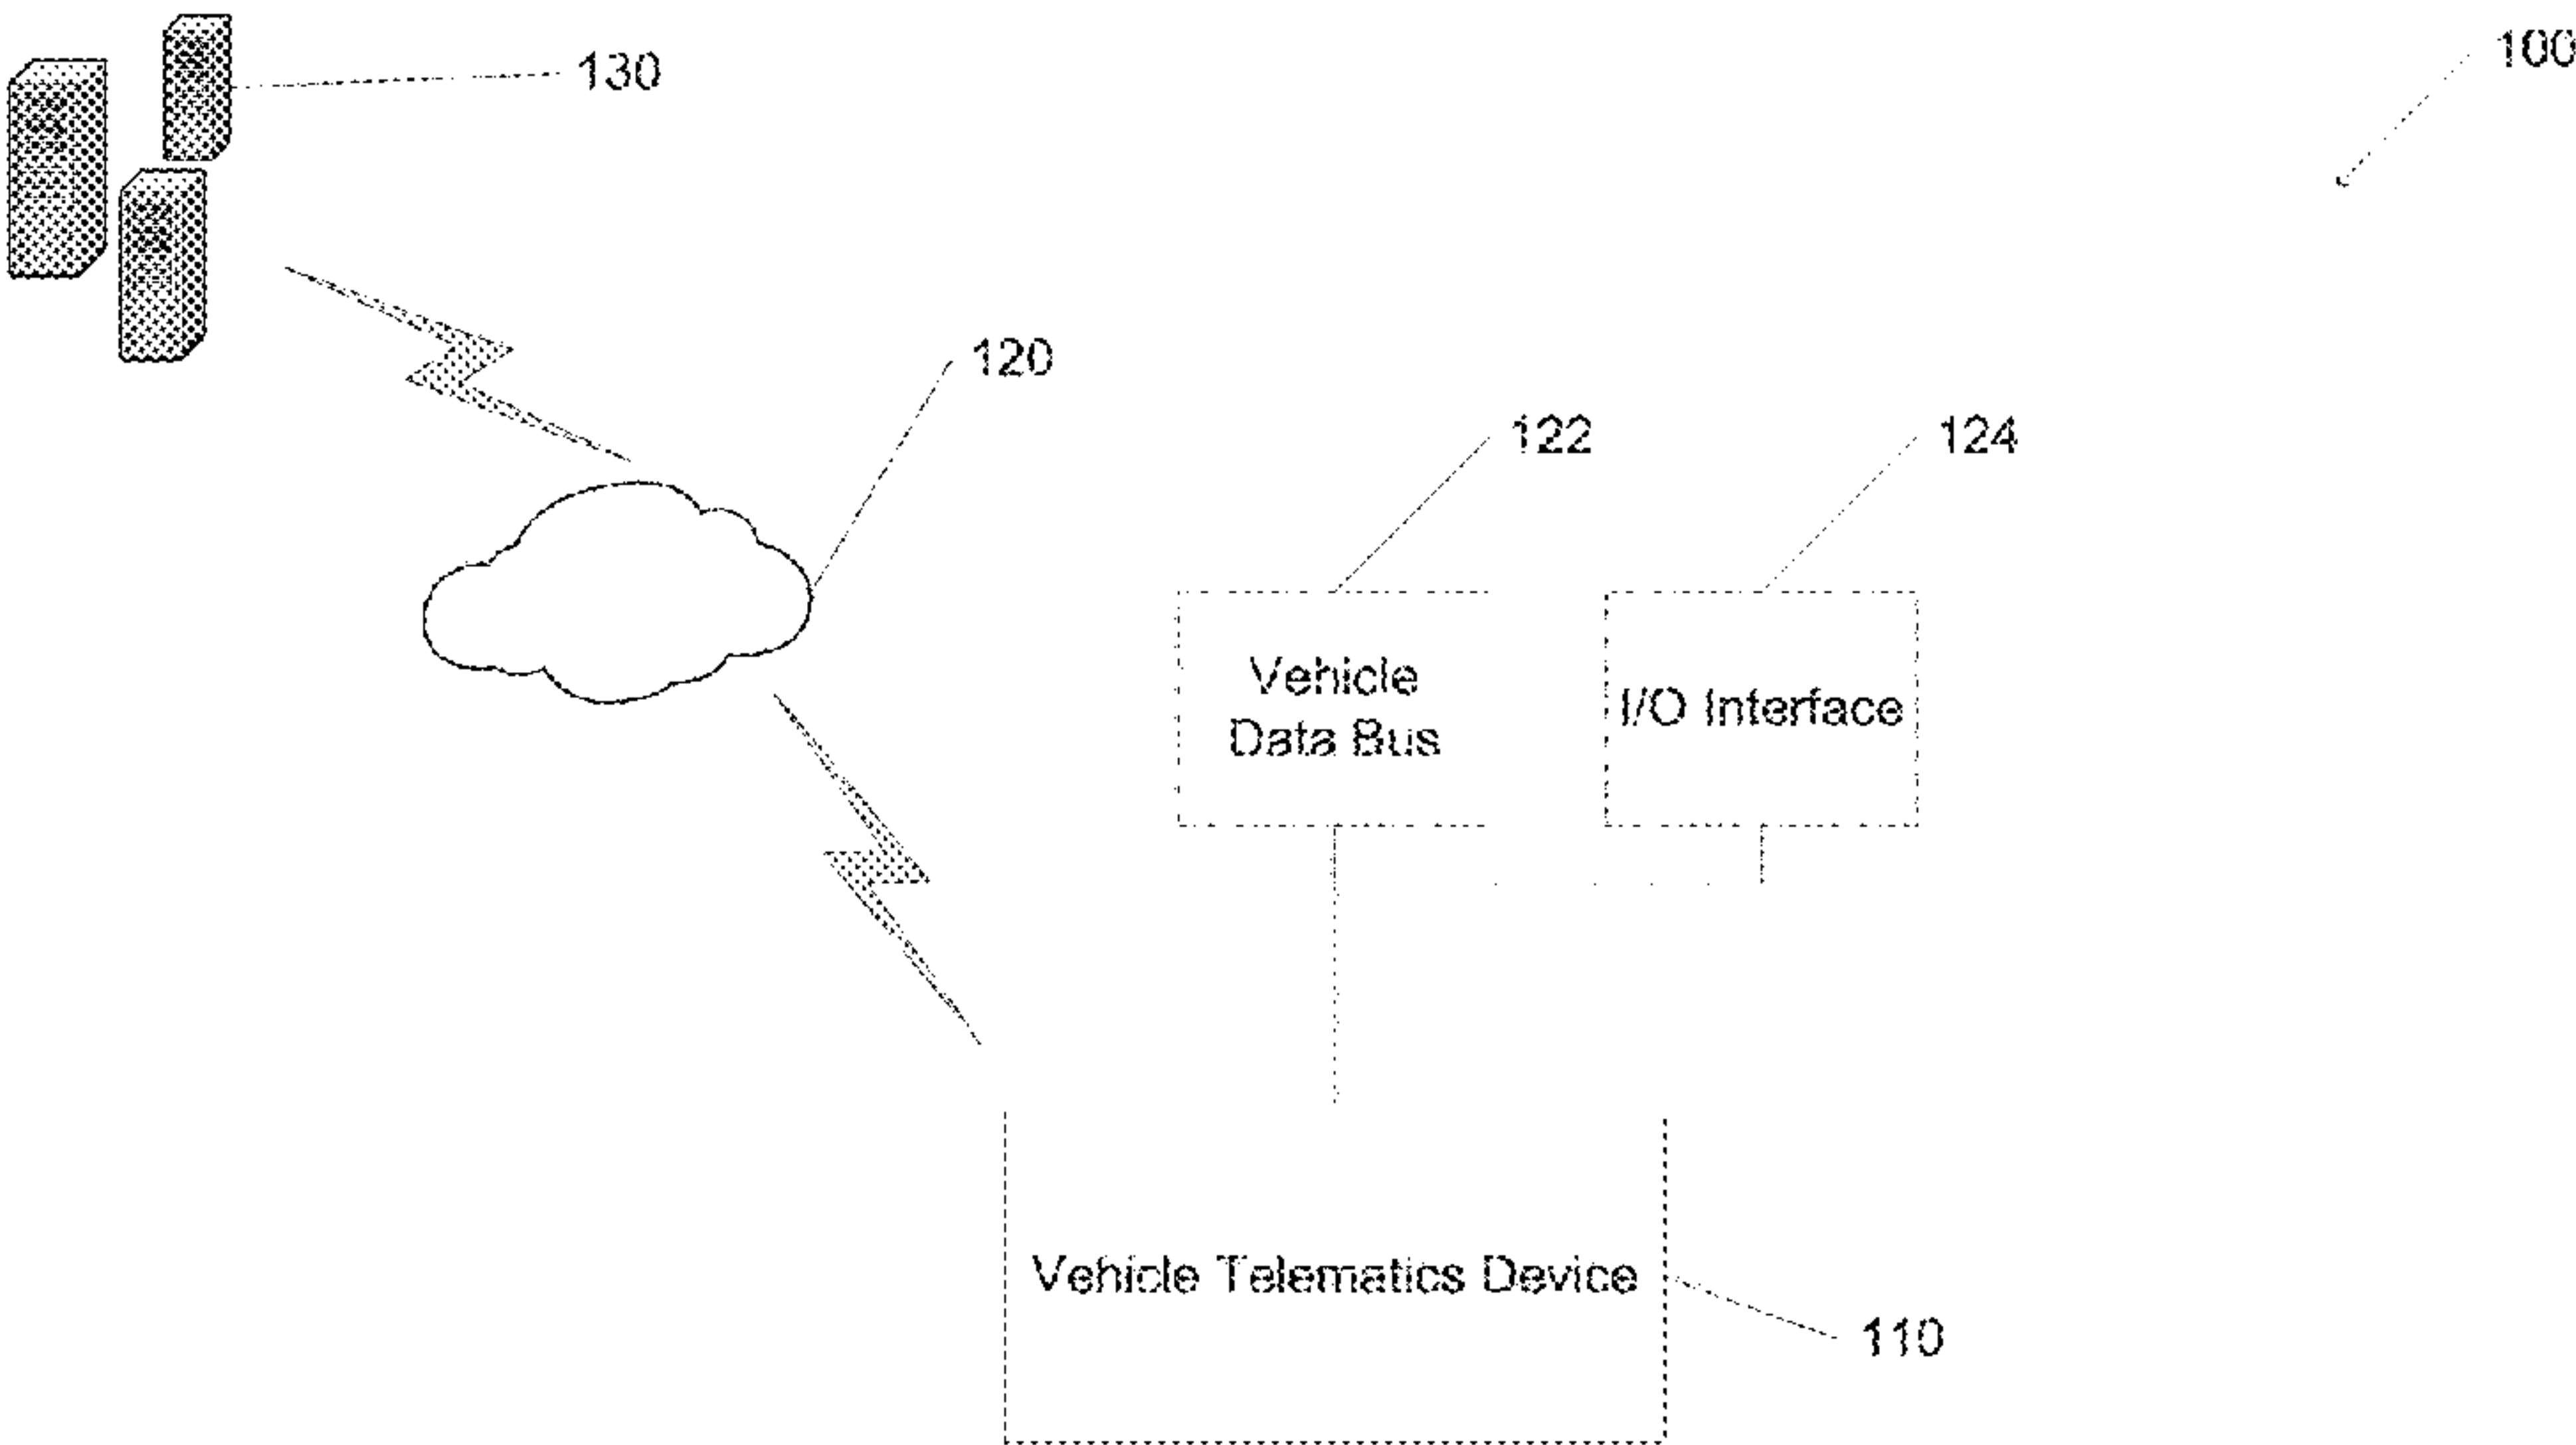 130
100
120
122
124
Vehicle
Data Bus
I/O Interface
Vehicle Telematics Device
110